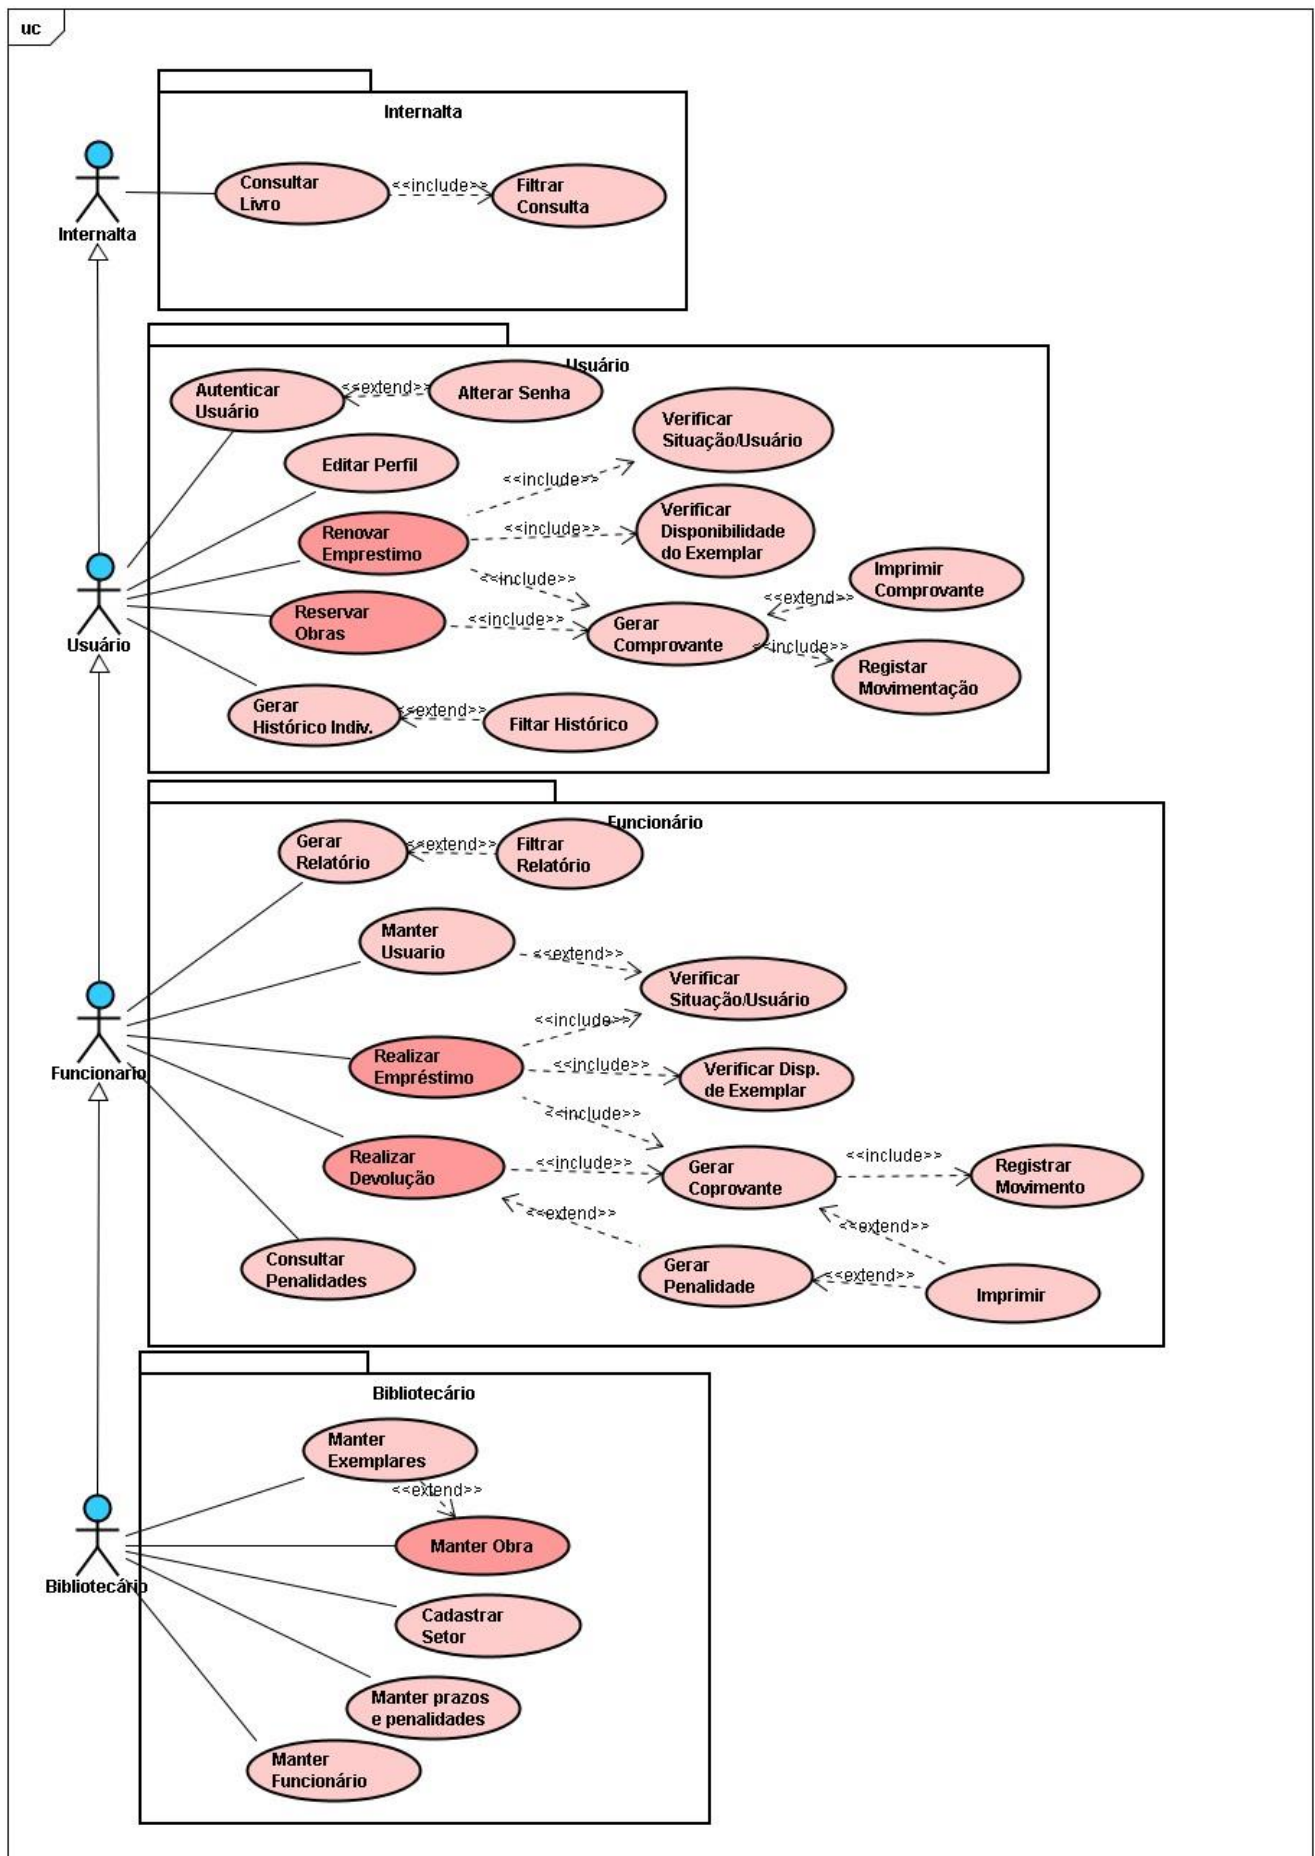 uc
Internalta
Consultar
Livro
<<include>>
Filtrar
Consulta
Internalta
Usuário
Autenticar
Usuário
<<extend>>
Alterar Senha
Verificar
Situação/Usuário
Editar Perfil
<<include>>
Renovar
Emprestimo
<<include>>
Verificar
Disponibilidade
do Exemplar
<<include>>
Imprimir
Comprovante
<<extend>>
Reservar
Obras
<<include>>
Gerar
Comprovante
<<include>>
Usuário
Registar
Movimentação
Gerar
Histórico Indiv.
<<extend>>
Filtar Histórico
Funcionário
Gerar
Relatório
<<extend>>
Filtrar
Relatório
Manter
Usuario
<<extend>>
Verificar
Situação/Usuário
<<include>>
Realizar
Empréstimo
<<include>>
Verificar Disp.
de Exemplar
Funcionario
<<include>>
Realizar
Devolução
<<include>>
Gerar
Coprovante
<<include>>
Registrar
Movimento
<<extend>>
<<extend>>
Consultar
Penalidades
Gerar
Penalidade
<<extend>>
Imprimir
Bibliotecário
Manter
Exemplares
<<extend>>
Manter Obra
Bibliotecário
Cadastrar
Setor
Manter prazos
e penalidades
Manter
Funcionário